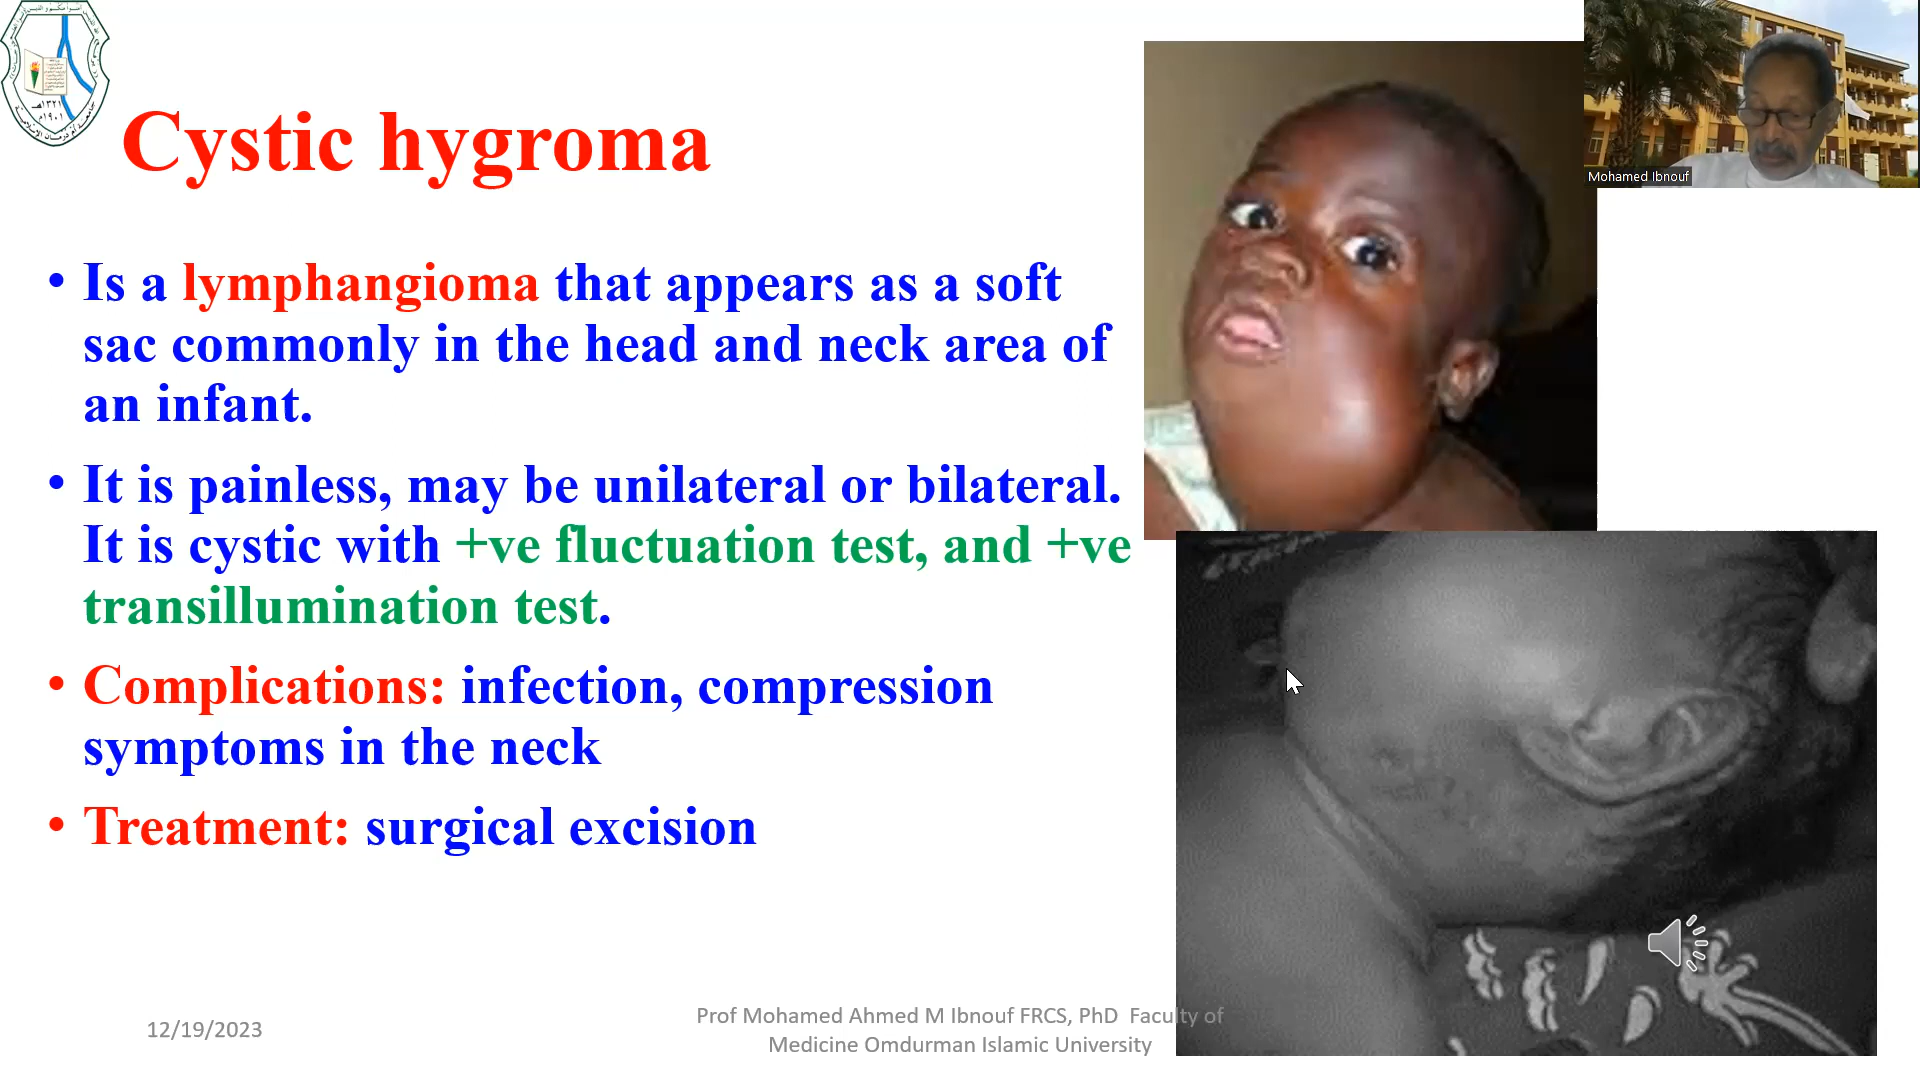 Cystic hygroma
• Is a lymphangioma that appears as a soft
sac commonly in the head and neck area of
an infant.
• It is painless, may be unilateral or bilateral.
It is cystic with +ve fluctuation test, and +ve
transillumination test.
• Complications: infection, compression
symptoms in the neck
• Treatment: surgical excision
Mohamed Ibnouf
12/19/2023
Prof Mohamed Ahmed M Ibnouf FRCS, PhD Faculty of
Medicine Omdurman Islamic University
١٣٢١هـ
١٩٠١م